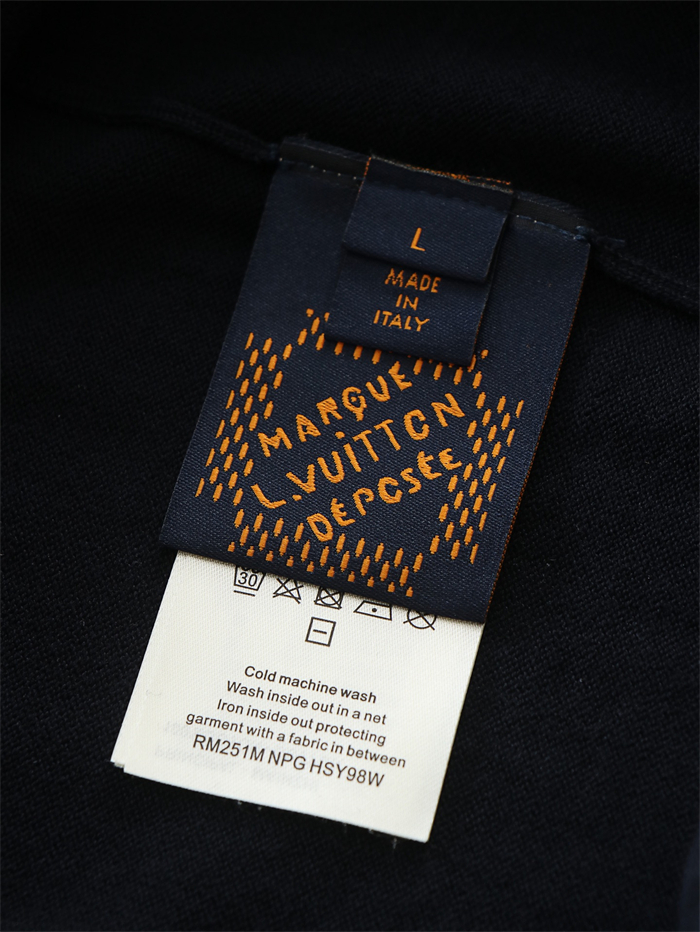 L
MADE
IN
ITALY
MARQUE
L.VUITTON
DÉPOSÉE
30
Cold machine wash
Wash inside out in a net
Iron inside out protecting
garment with a fabric in between
RM251M NPG HSY98W